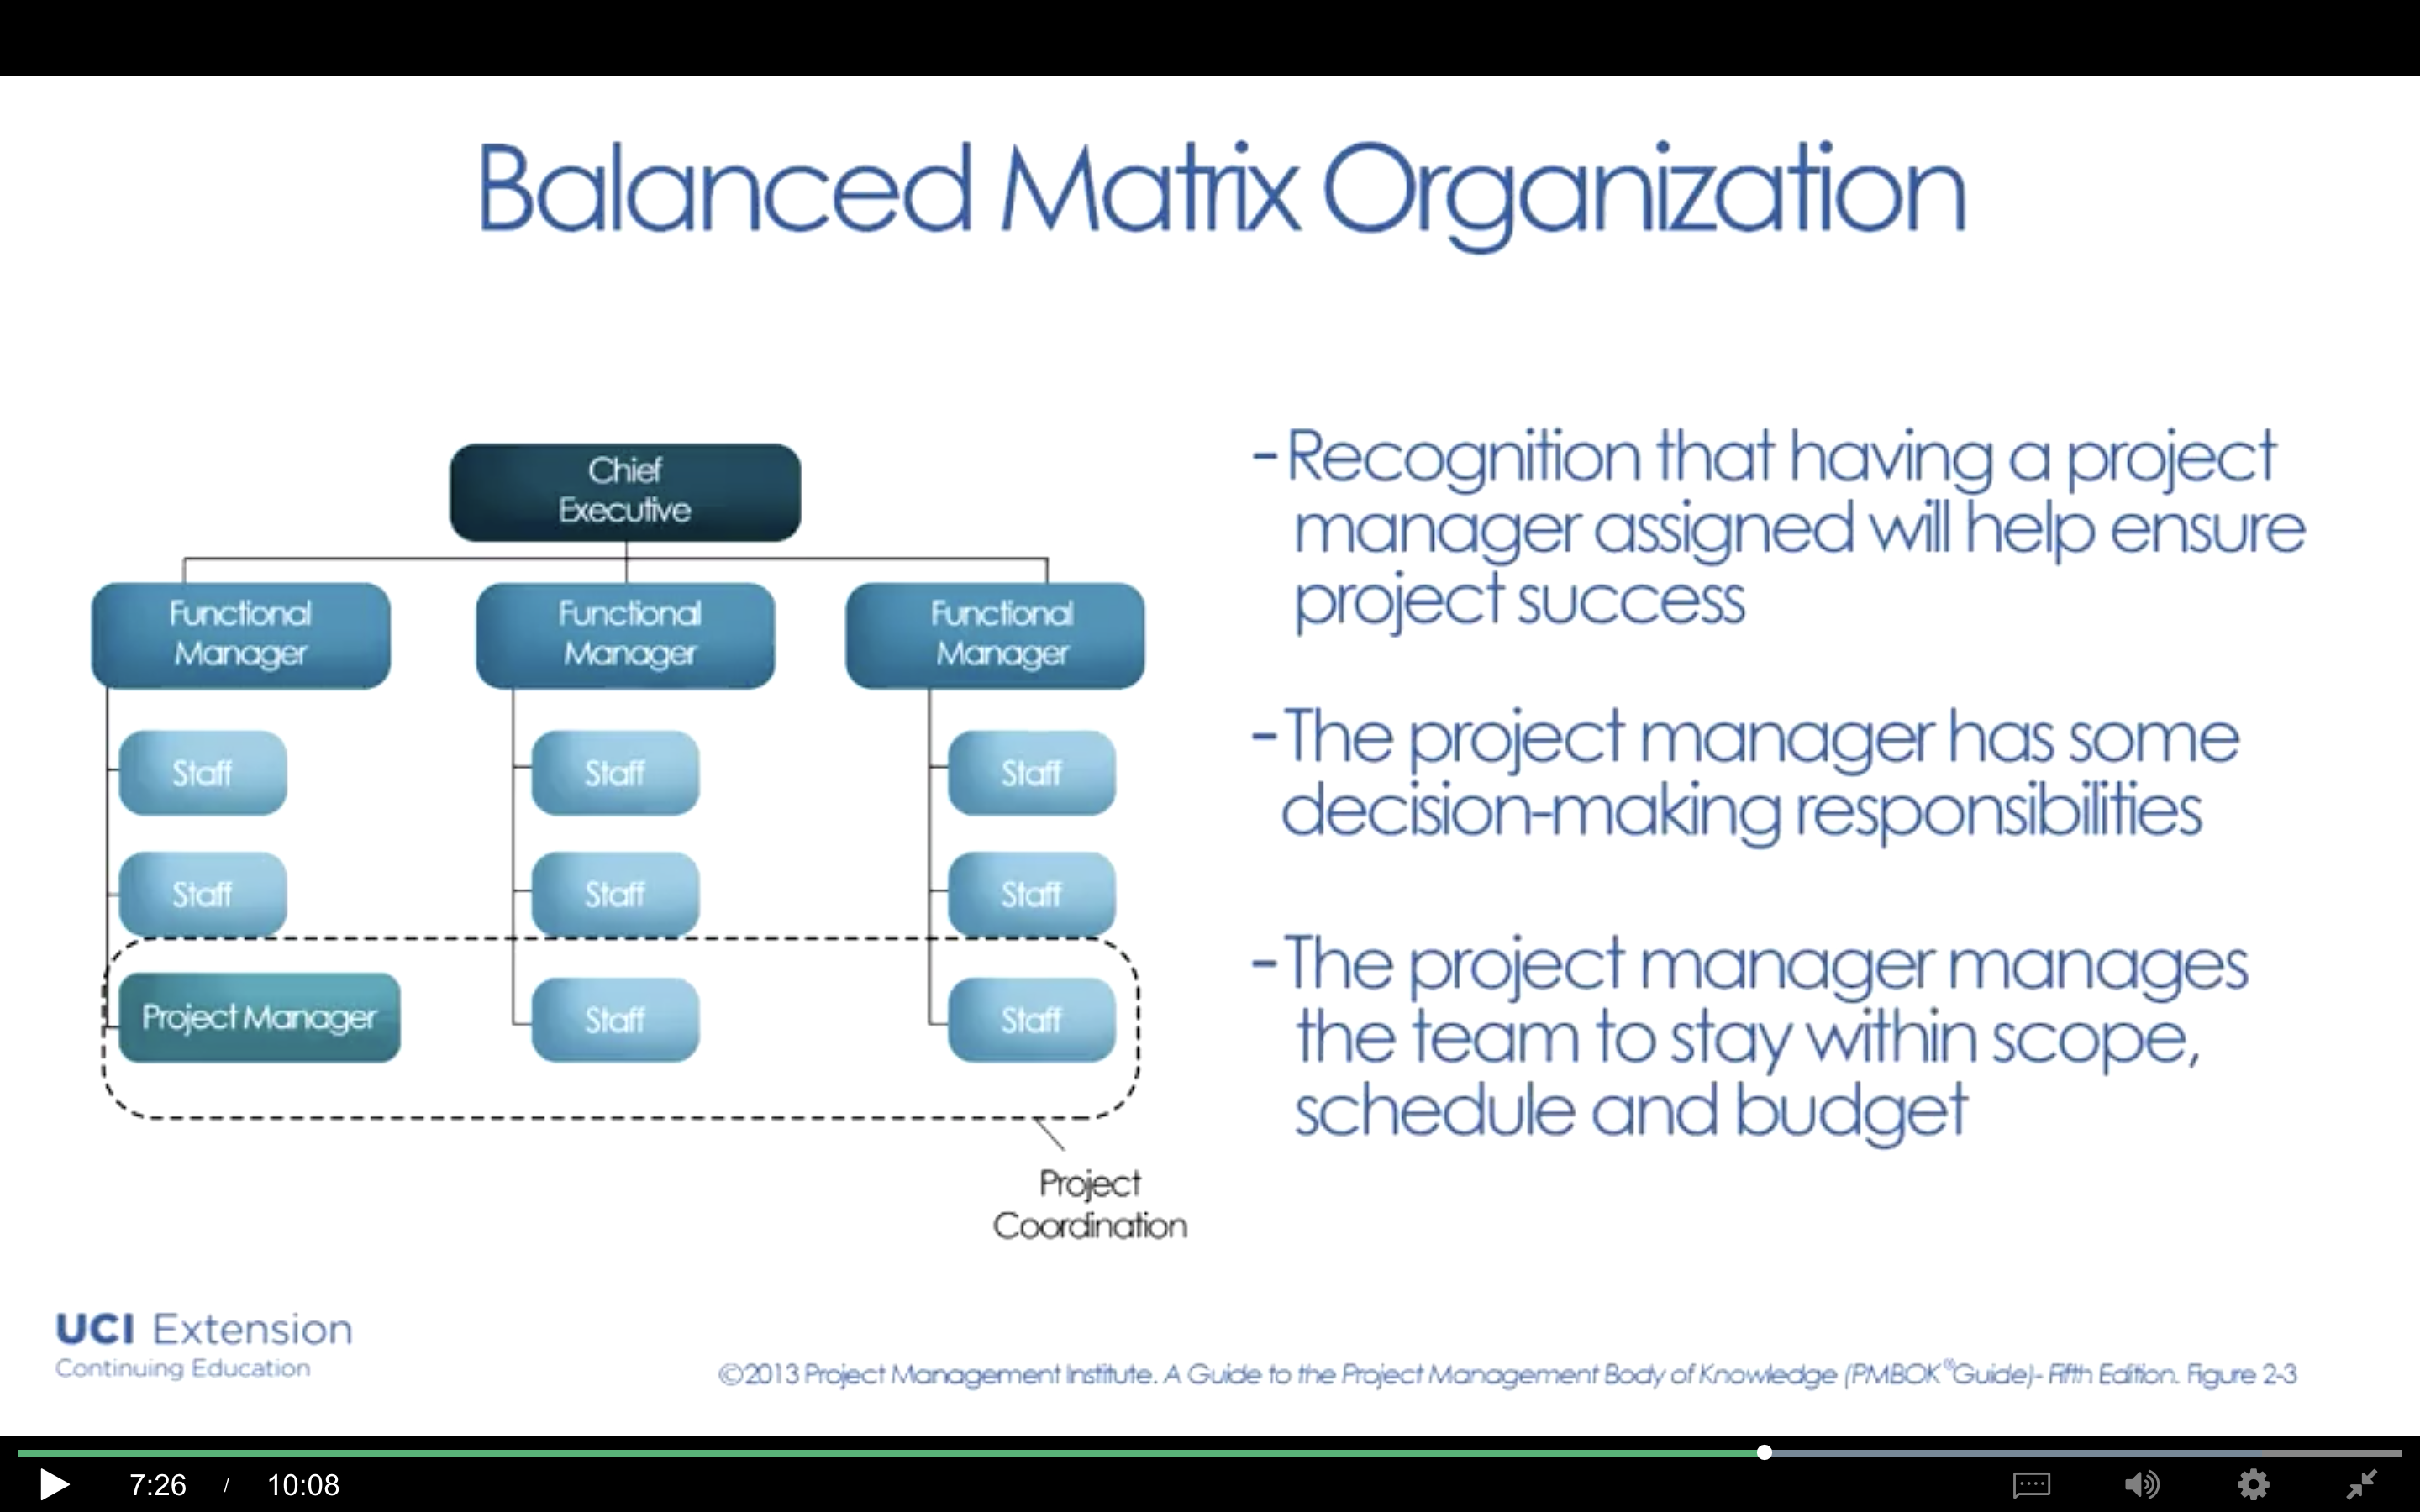 Balanced Matrix Organization
Chief
Executive
Functional
Manager
Functional
Manager
Functional
Manager
Staff
Staff
Staff
Staff
Staff
Staff
Project Manager
Staff
Staff
Project
Coordination
-Recognition that having a project
manager assigned will help ensure
project success
-The project manager has some
decision-making responsibilities
-The project manager manages
the team to stay within scope,
schedule and budget
UCI Extension
Continuing Education
©2013 Project Management Institute. A Guide to the Project Management Body of Knowledge (PMBOK®Guide)- Fifth Edition. Figure 2-3
7:26 / 10:08